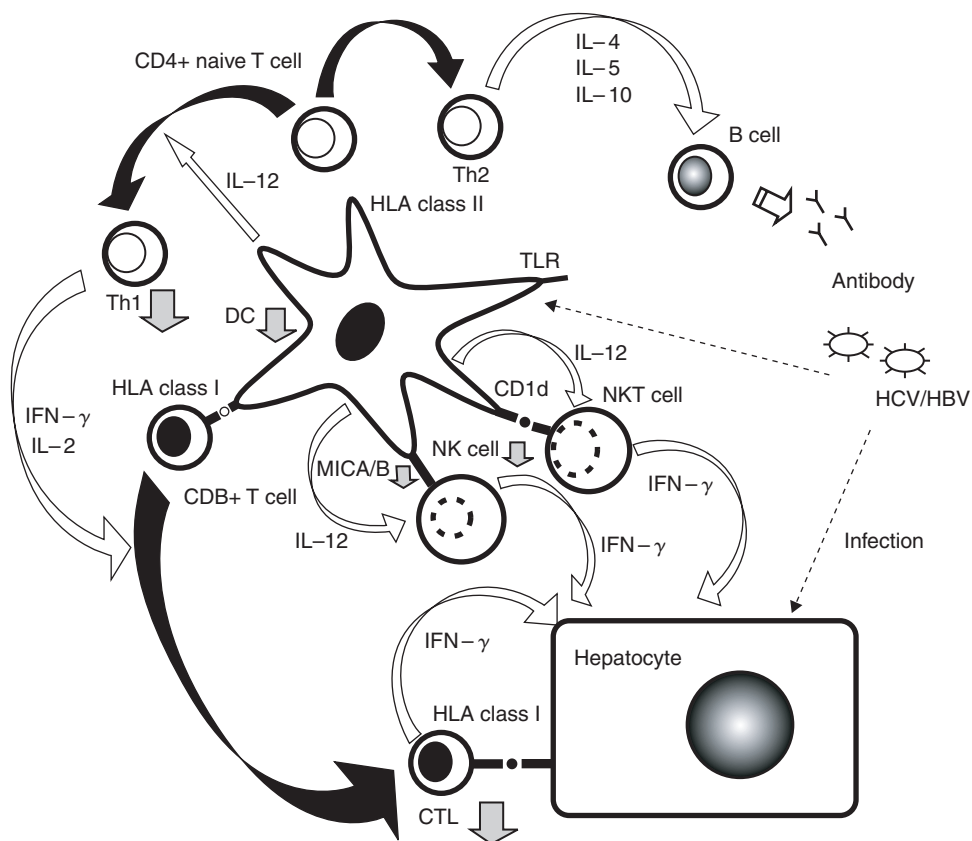 CD4+ naive T cell
IL–4
IL–5
IL–10
B cell
Th2
IL–12
HLA class II
TLR
Antibody
Th1
DC
IL–12
HLA class I
CD1d
NKT cell
HCV/HBV
IFN–γ
IL–2
MICA/B
NK cell
IFN–γ
CDB+ T cell
IL–12
IFN–γ
Infection
IFN–γ
Hepatocyte
HLA class I
CTL